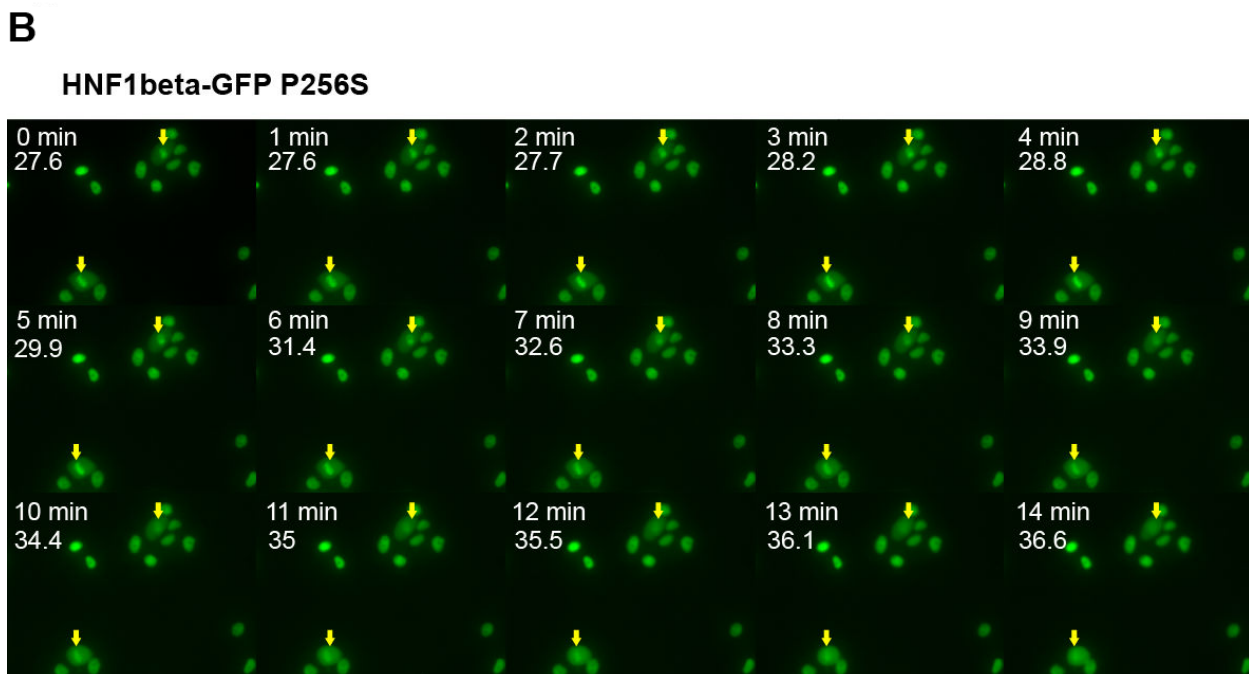 B
HNF1beta-GFP P256S
0 min
27.6
1 min
27.6
2 min
27.7
3 min
28.2
4 min
28.8
5 min
29.9
6 min
31.4
7 min
32.6
8 min
33.3
9 min
33.9
10 min
34.4
11 min
35
12 min
35.5
13 min
36.1
14 min
36.6